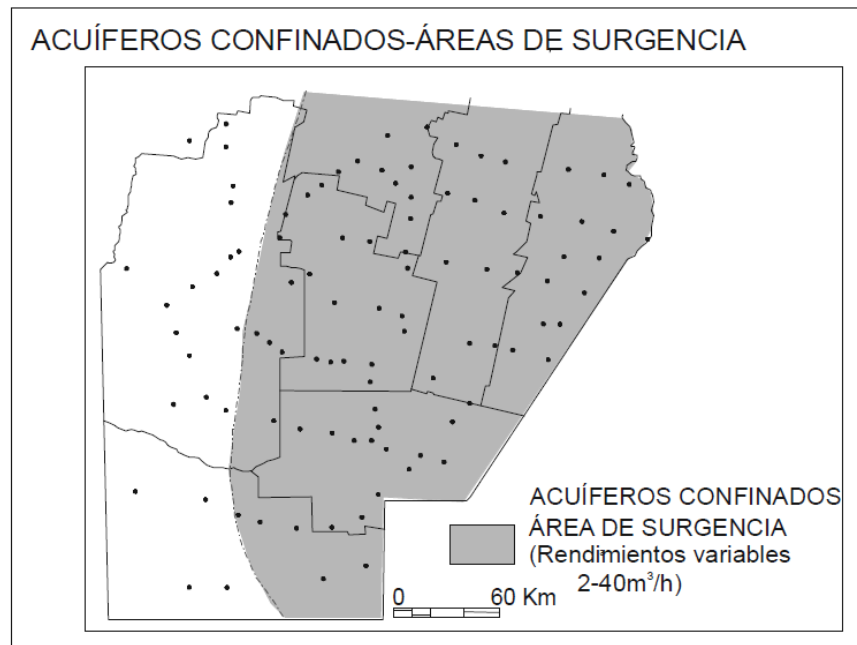 ACUÍFEROS CONFINADOS-ÁREAS DE SURGENCIA
ACUÍFEROS CONFINADOS
ÁREA DE SURGENCIA
(Rendimientos variables
2-40m³/h)
0 60 Km